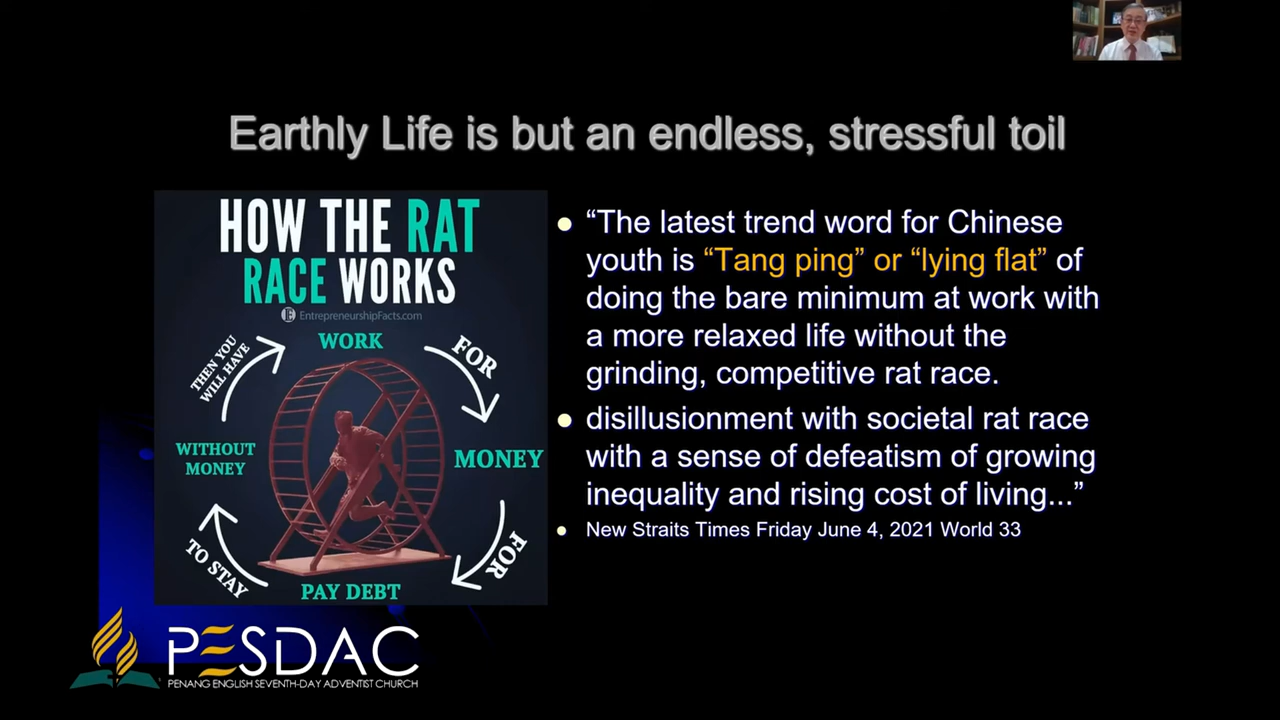 Earthly Life is but an endless, stressful toil
HOW THE RAT
RACE WORKS
E EntrepreneurshipFacts.com
WORK
FOR
MONEY
FOR
PAY DEBT
TO STAY
WITHOUT
MONEY
THEN YOU
WILL HAVE
“The latest trend word for Chinese
youth is “Tang ping” or “lying flat” of
doing the bare minimum at work with
a more relaxed life without the
grinding, competitive rat race.
disillusionment with societal rat race
with a sense of defeatism of growing
inequality and rising cost of living...”
New Straits Times Friday June 4, 2021 World 33
PESDAC
PENANG ENGLISH SEVENTH-DAY ADVENTIST CHURCH